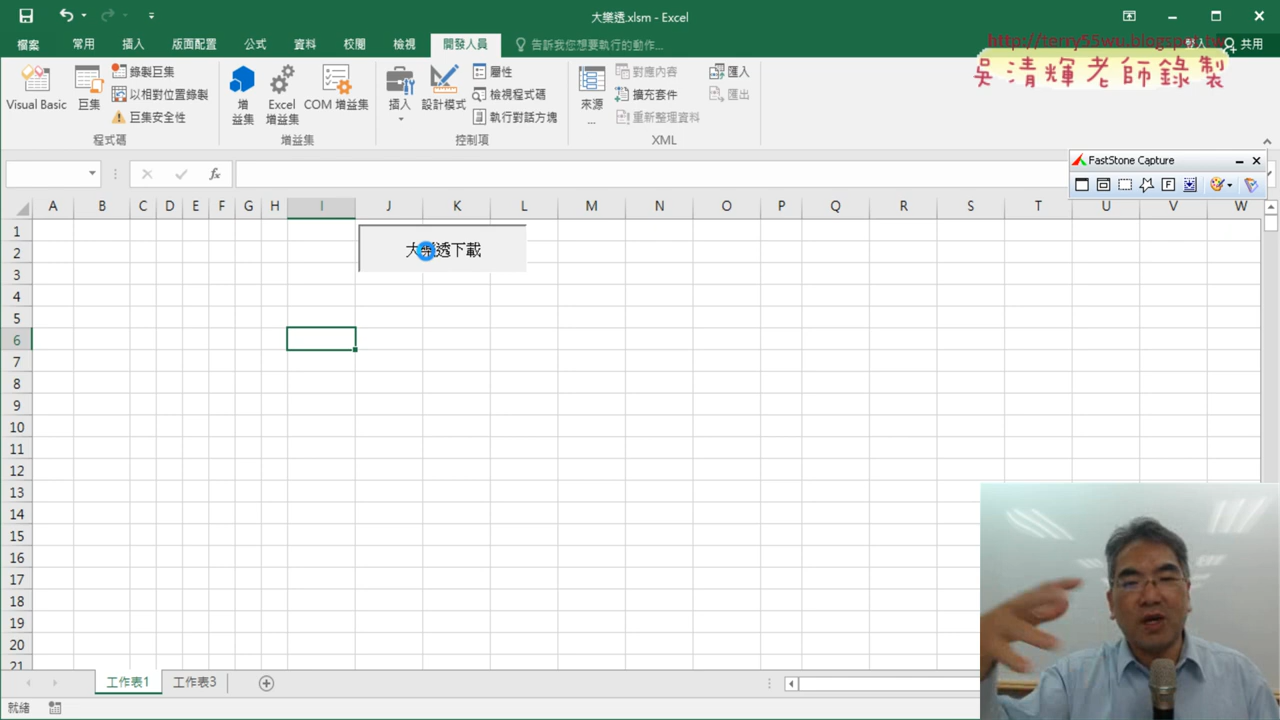 大樂透.xlsm - Excel
檔案 常用 插入 版面配置 公式 資料 校閱 檢視 開發人員 告訴我您想要執行的動作... 登入 共用
http://terry55wu.blogspot.tw
吳清輝老師錄製
Visual Basic 巨集 錄製巨集 以相對位置錄製 巨集安全性
增益集 Excel 增益集 COM 增益集
插入 設計模式 屬性 檢視程式碼 執行對話方塊
來源... 對應內容 擴充套件 重新整理資料 匯入 匯出
程式碼 增益集 控制項 XML
FastStone Capture
fx
A B C D E F G H I J K L M N O P Q R S T U V W
1
大樂透下載
2
3
4
5
6
7
8
9
10
11
12
13
14
15
16
17
18
19
20
21
工作表1 工作表3
就緒